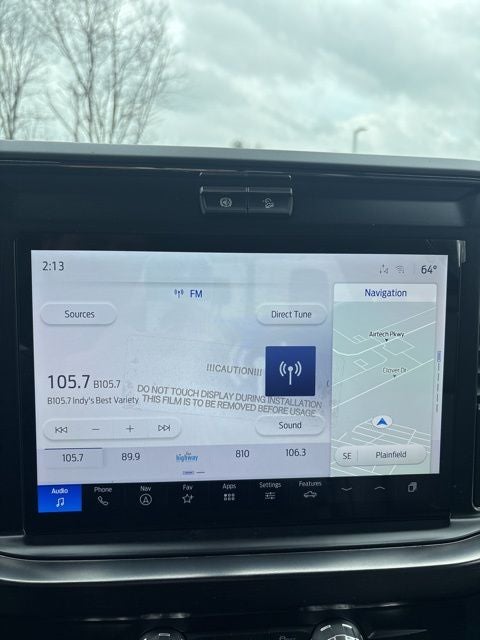 2:13
64°
FM
Navigation
Sources
Direct Tune
Airtech Pkwy
Clover Dr
!!!CAUTION!!!
DO NOT TOUCH DISPLAY DURING INSTALLATION
THIS FILM IS TO BE REMOVED BEFORE USAGE
105.7 B105.7
B105.7 Indy's Best Variety
Sound
SE Plainfield
105.7 89.9 the highway 810 106.3
Audio Phone Nav Fav Apps Settings Features